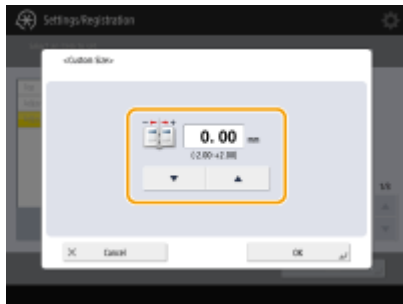 Settings/Registration
<Custom Size>
0.00 mm
(-2.00-+2.00)
Cancel
OK
1/1